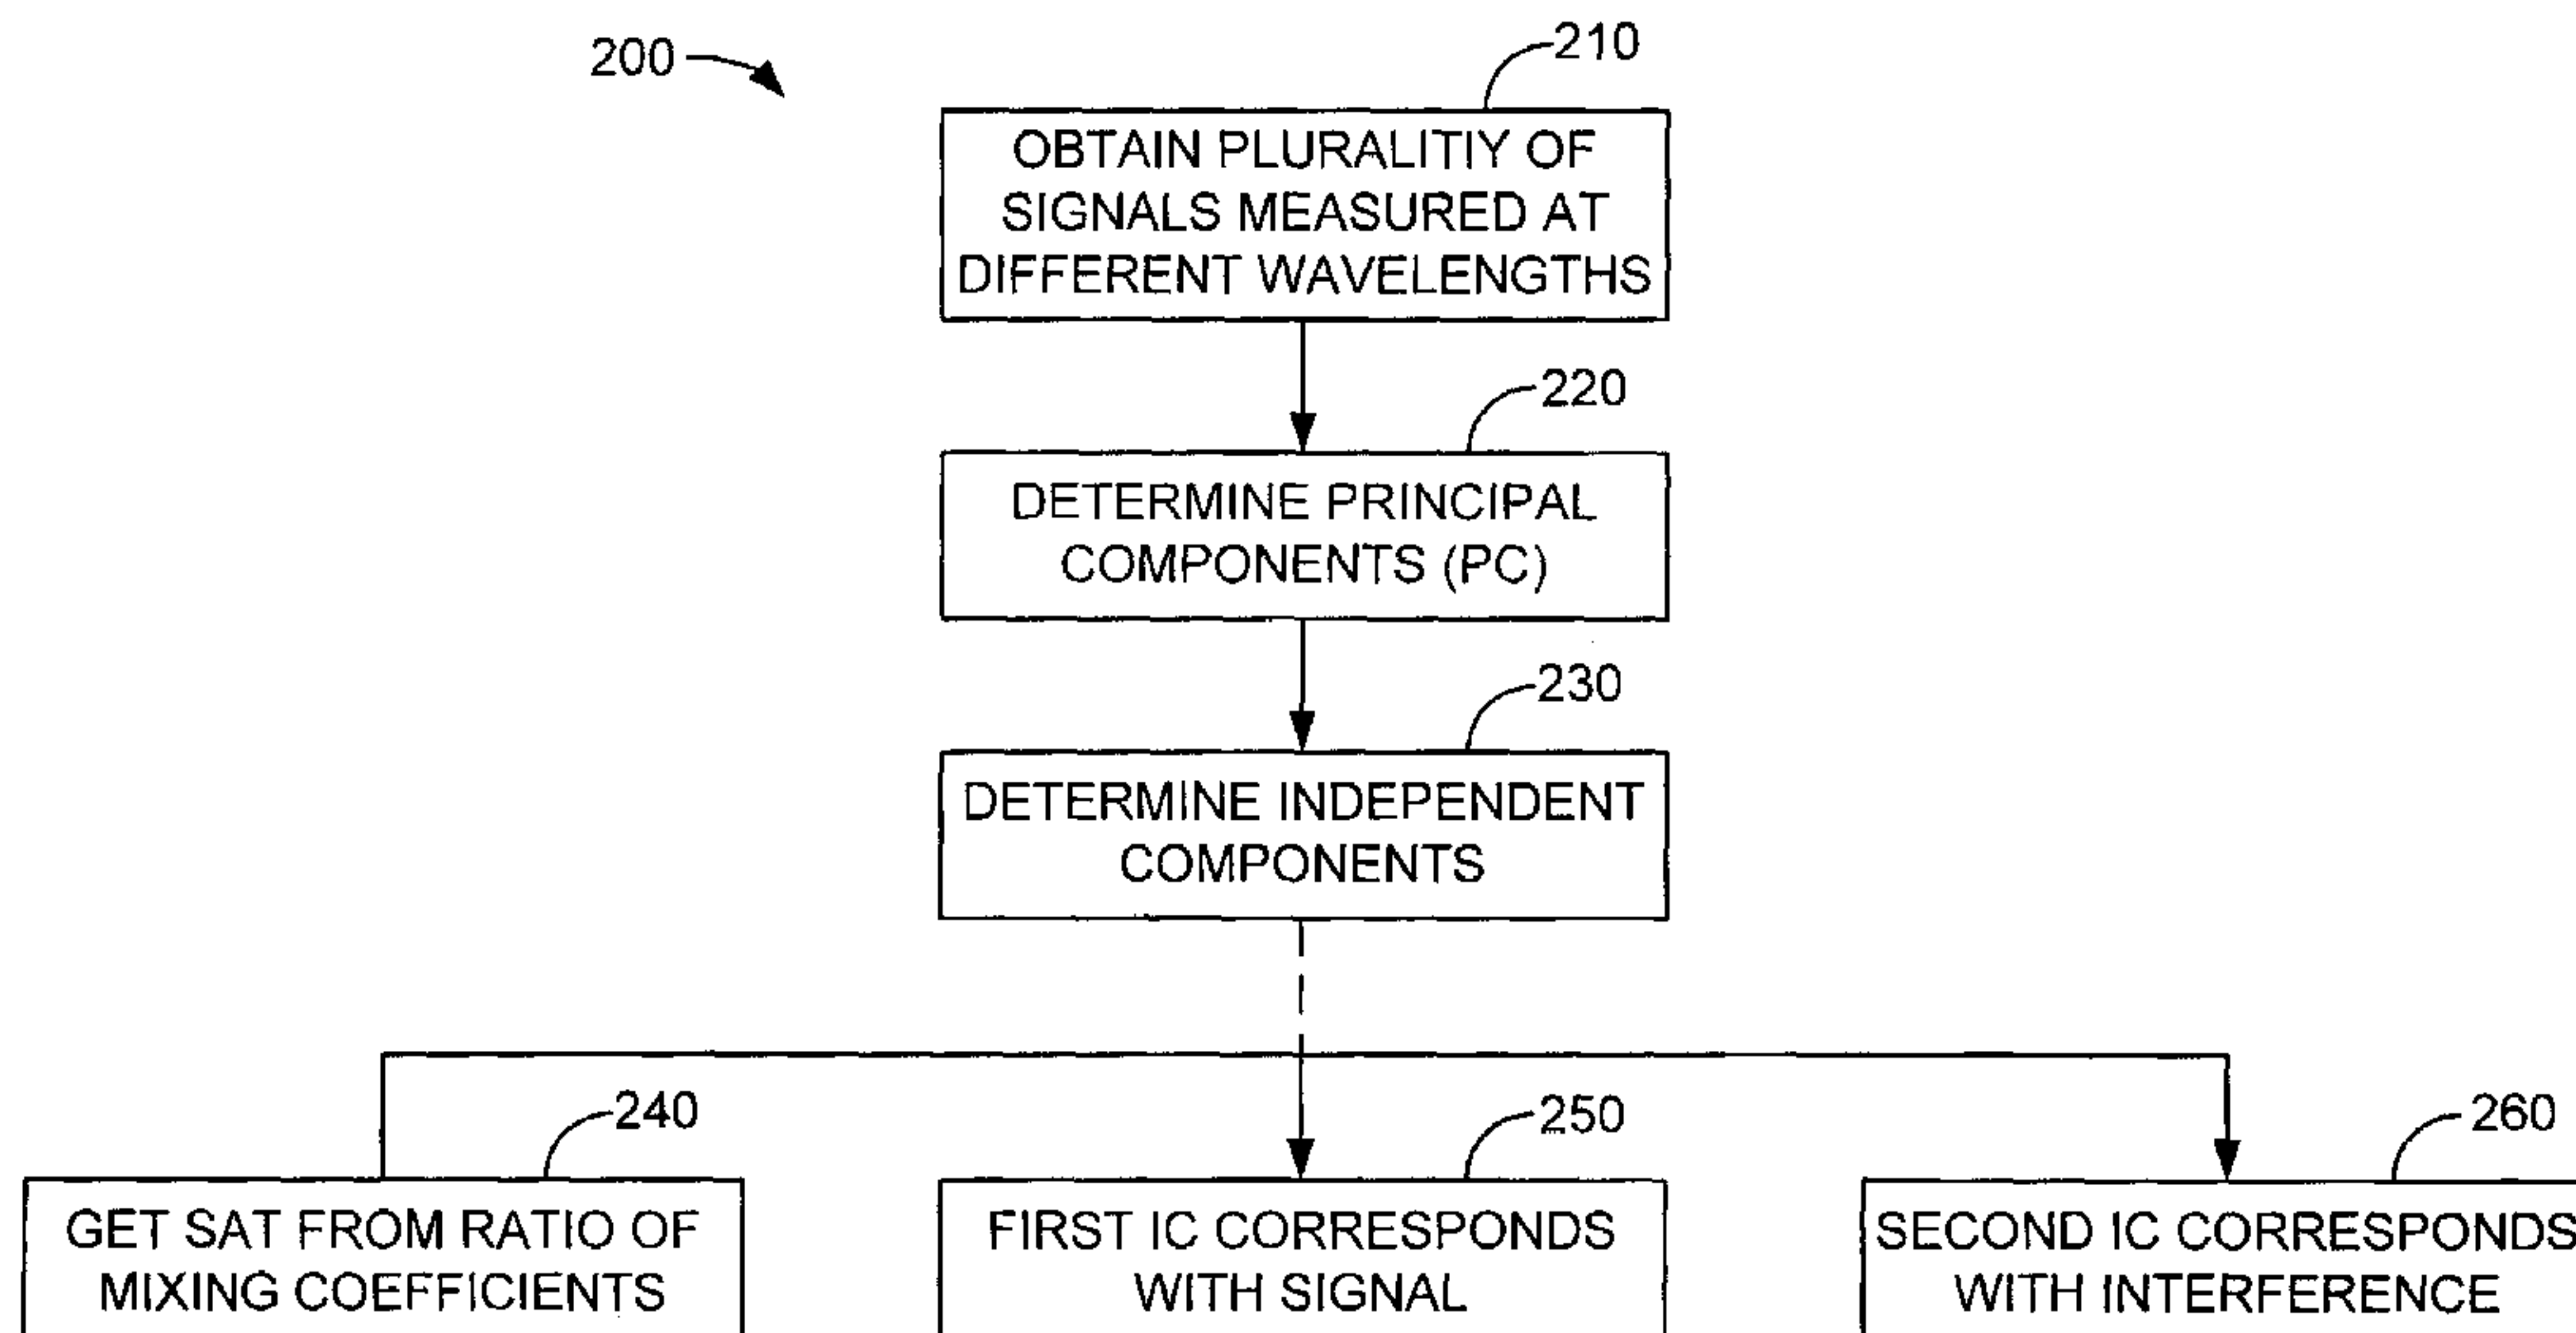 200
210
OBTAIN PLURALITIY OF
SIGNALS MEASURED AT
DIFFERENT WAVELENGTHS
220
DETERMINE PRINCIPAL
COMPONENTS (PC)
230
DETERMINE INDEPENDENT
COMPONENTS
240
GET SAT FROM RATIO OF
MIXING COEFFICIENTS
250
FIRST IC CORRESPONDS
WITH SIGNAL
260
SECOND IC CORRESPONDS
WITH INTERFERENCE